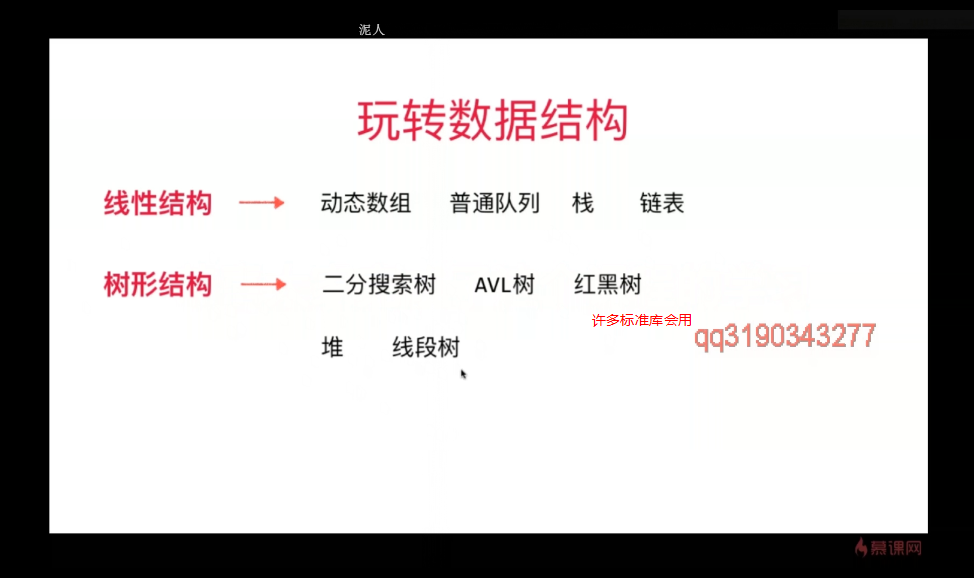 泥人
玩转数据结构
线性结构 动态数组 普通队列 栈 链表
树形结构 二分搜索树 AVL树 红黑树
许多标准库会用
qq3190343277
堆 线段树
慕课网